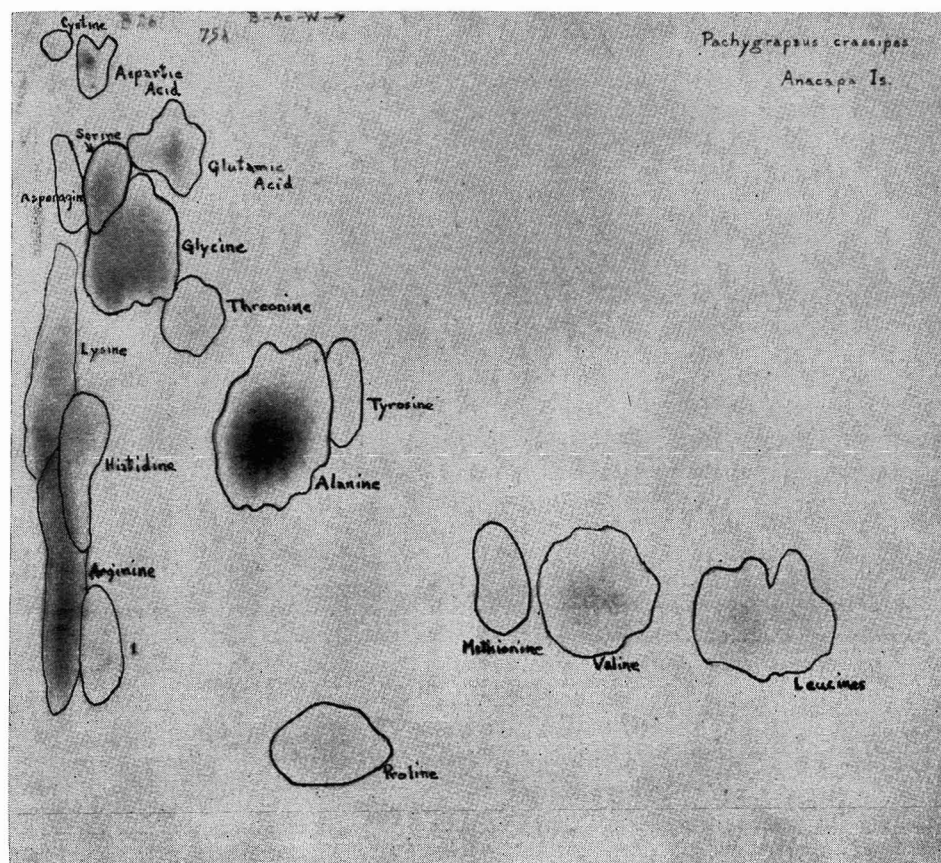 Cystine
B-Ac-W →
Pachygrapsus crassipes
Anacapa Is.
Aspartic
Acid
Serine
Glutamic
Acid
Asparagin
Glycine
Threonine
Lysine
Tyrosine
Histidine
Alanine
Arginine
1
Methionine
Valine
Leucines
Proline